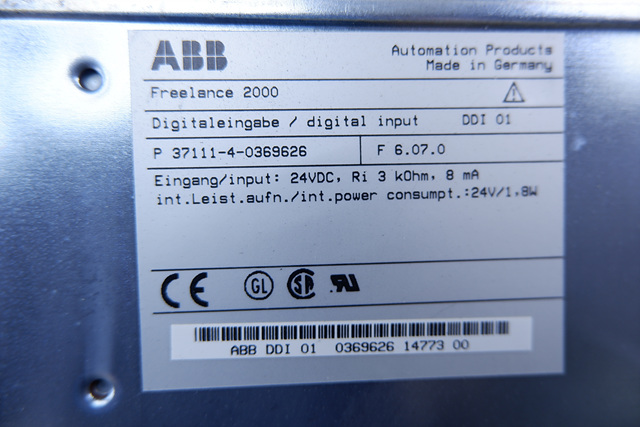 ABB
Automation Products
Made in Germany
Freelance 2000
Digitaleingabe / digital input DDI 01
P 37111-4-0369626 F 6.07.0
Eingang/input: 24VDC, Ri 3 kOhm, 8 mA
int.Leist.aufn./int.power consumpt.:24V/1,8W
CE GL SA RU
ABB DDI 01 0369626 14773 00